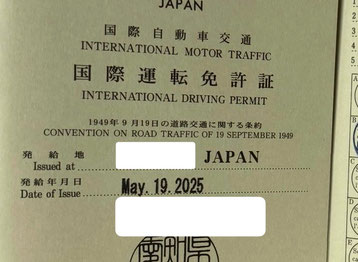 JAPAN
国際自動車交通
INTERNATIONAL MOTOR TRAFFIC
国際運転免許証
INTERNATIONAL DRIVING PERMIT
1949年9月19日の道路交通に関する条約
CONVENTION ON ROAD TRAFFIC OF 19 SEPTEMBER 1949
発給地
Issued at JAPAN
発給年月日
Date of Issue May.19.2025